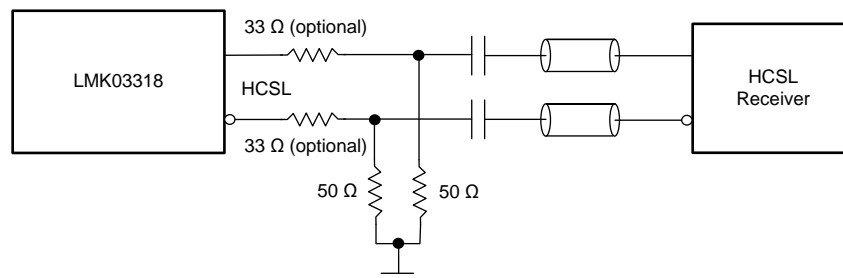 33 Ω (optional)
LMK03318
HCSL
HCSL
Receiver
33 Ω (optional)
50 Ω
50 Ω